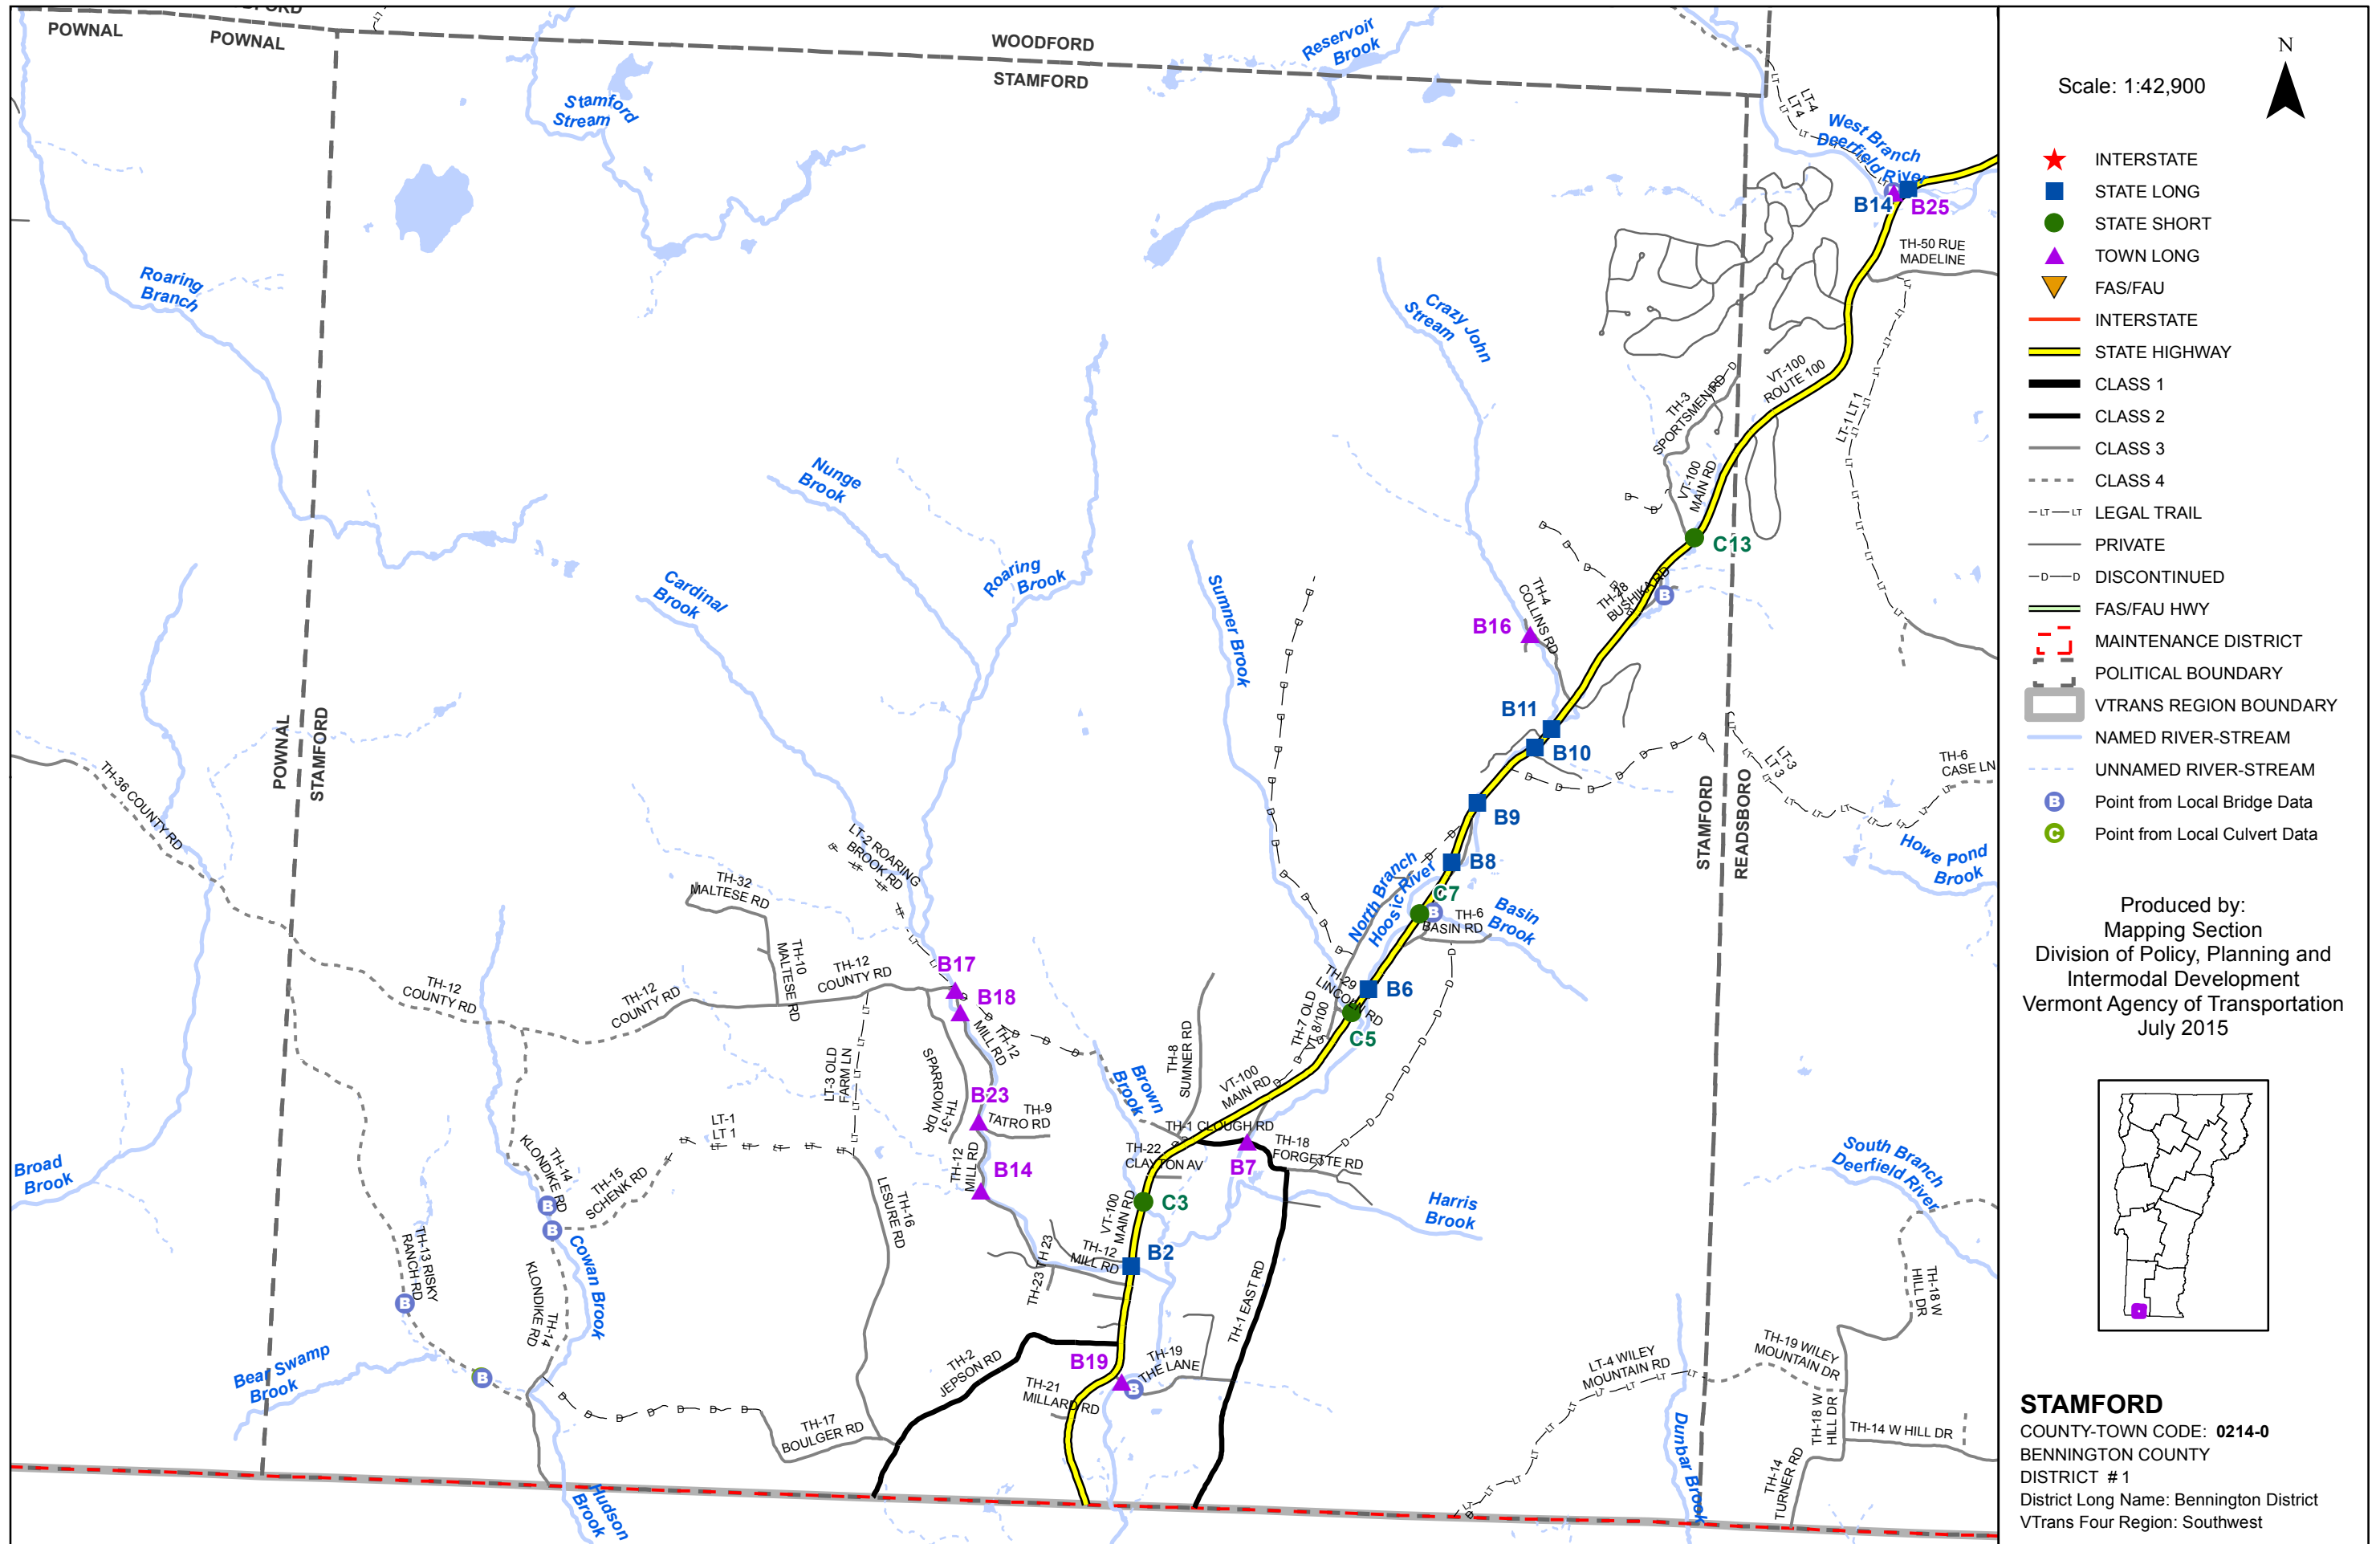 POWNAL
POWNAL
WOODFORD
STAMFORD
Reservoir
Brook
Stamford
Stream
LT-4
LT4
West Branch
Deerfield River
B14
B25
TH-50 RUE
MADELINE
Roaring
Branch
Crazy John
Stream
VT-100
ROUTE 100
TH-3
SPORTSMEN RD
LT-1 LT 1
VT-100
MAIN RD
Nunge
Brook
C13
Cardinal
Brook
Roaring
Brook
Sumner Brook
TH-4
COLLINS RD
TH-28
BUSHIKA RD
B
B16
B11
B10
POWNAL
STAMFORD
LT-3
LT 3
TH-6
CASE LN
STAMFORD
READSBORO
TH-36 COUNTY RD
B9
B8
LT-2 ROARING
BROOK RD
Howe Pond
Brook
North Branch
Hoosic River
C7
B
TH-6
BASIN RD
Basin
Brook
TH-32
MALTESE RD
TH-10
MALTESE RD
TH-12
COUNTY RD
TH-12
COUNTY RD
TH-12
COUNTY RD
B17
B18
TH-12
MILL RD
TH-29
LINCOLN RD
B6
C5
TH-7 OLD
VT 8/100
TH-8
SUMNER RD
VT-100
MAIN RD
Brown
Brook
LT-3 OLD
FARM LN
SPARROW DR
TH-31
B23
TH-9
TATRO RD
LT-1
LT 1
TH-1 CLOUGH RD
TH-22
CLAYTON AV
B7
TH-18
FORGETTE RD
TH-12
MILL RD
B14
Broad
Brook
TH-14
KLONDIKE RD
TH-15
SCHENK RD
B
B
Cowan Brook
TH-16
LESURE RD
VT-100
MAIN RD
C3
Harris
Brook
South Branch
Deerfield River
TH-13 RISKY
RANCH RD
B
TH-14
KLONDIKE RD
TH-23 TH 23
TH-12
MILL RD
B2
TH-1 EAST RD
TH-18 W
HILL DR
Bear Swamp
Brook
B
TH-2
JEPSON RD
B19
B
TH-19
THE LANE
TH-21
MILLARD RD
TH-17
BOULGER RD
LT-4 WILEY
MOUNTAIN RD
TH-19 WILEY
MOUNTAIN DR
TH-18 W
HILL DR
TH-14 W HILL DR
TH-14
TURNER RD
Dunbar Brook
Hudson
Brook
N
Scale: 1:42,900
INTERSTATE
STATE LONG
STATE SHORT
TOWN LONG
FAS/FAU
INTERSTATE
STATE HIGHWAY
CLASS 1
CLASS 2
CLASS 3
CLASS 4
LT LT LEGAL TRAIL
PRIVATE
D D DISCONTINUED
FAS/FAU HWY
MAINTENANCE DISTRICT
POLITICAL BOUNDARY
VTRANS REGION BOUNDARY
NAMED RIVER-STREAM
UNNAMED RIVER-STREAM
B Point from Local Bridge Data
C Point from Local Culvert Data
Produced by:
Mapping Section
Division of Policy, Planning and
Intermodal Development
Vermont Agency of Transportation
July 2015
STAMFORD
COUNTY-TOWN CODE: 0214-0
BENNINGTON COUNTY
DISTRICT # 1
District Long Name: Bennington District
VTrans Four Region: Southwest